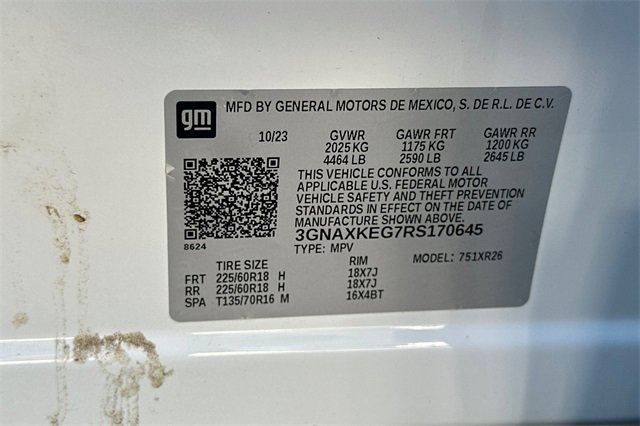 gm MFD BY GENERAL MOTORS DE MEXICO, S. DE R.L. DE C.V.
10/23 GVWR GAWR FRT GAWR RR
2025 KG 1175 KG 1200 KG
4464 LB 2590 LB 2645 LB
THIS VEHICLE CONFORMS TO ALL
APPLICABLE U.S. FEDERAL MOTOR
VEHICLE SAFETY AND THEFT PREVENTION
STANDARDS IN EFFECT ON THE DATE OF
MANUFACTURE SHOWN ABOVE.
3GNAXKEG7RS170645
8624
TYPE: MPV MODEL: 751XR26
TIRE SIZE RIM
FRT 225/60R18 H 18X7J
RR 225/60R18 H 18X7J
SPA T135/70R16 M 16X4BT